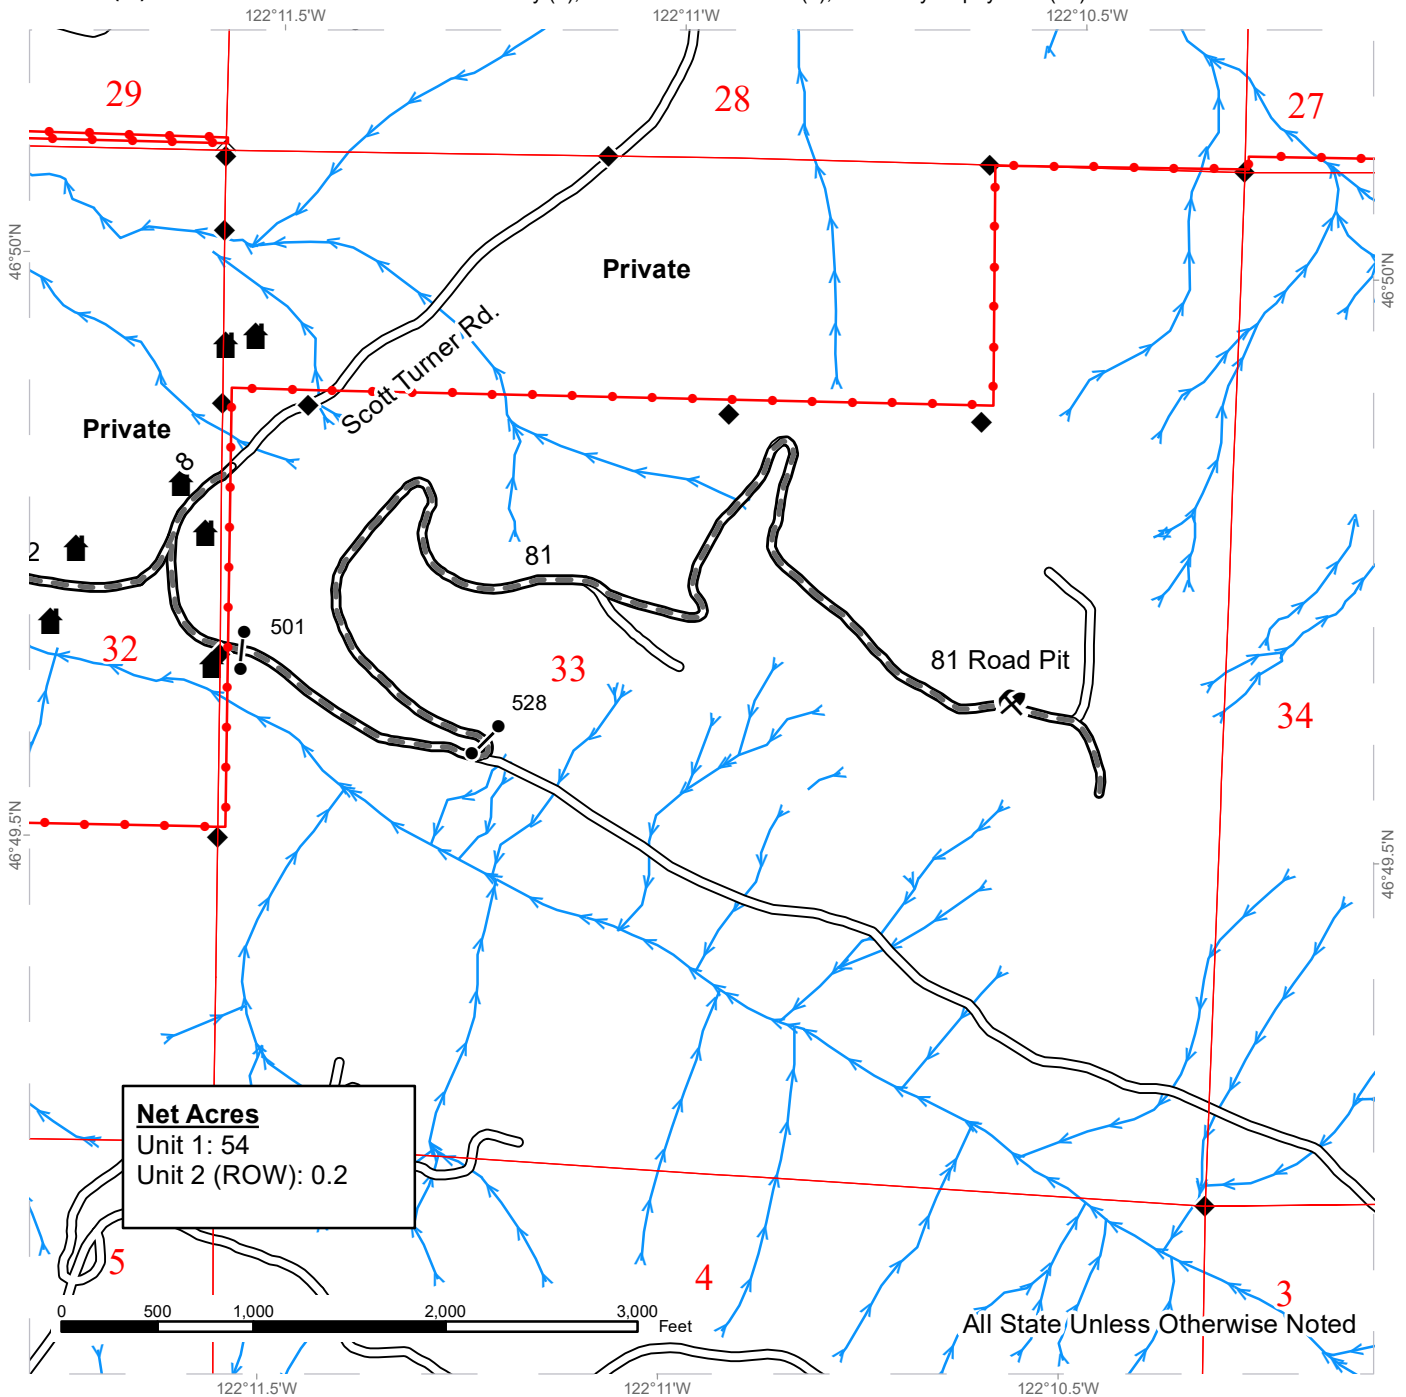 122°11.5'W
122°11'W
122°10.5'W
29
28
27
46°50'N
46°50'N
Private
Scott Turner Rd.
Private
8
2
81
501
32
33
81 Road Pit
528
34
46°49.5'N
46°49.5'N
Net Acres
Unit 1: 54
Unit 2 (ROW): 0.2
5
4
3
0 500 1,000 2,000 3,000
Feet
All State Unless Otherwise Noted
122°11.5'W
122°11'W
122°10.5'W